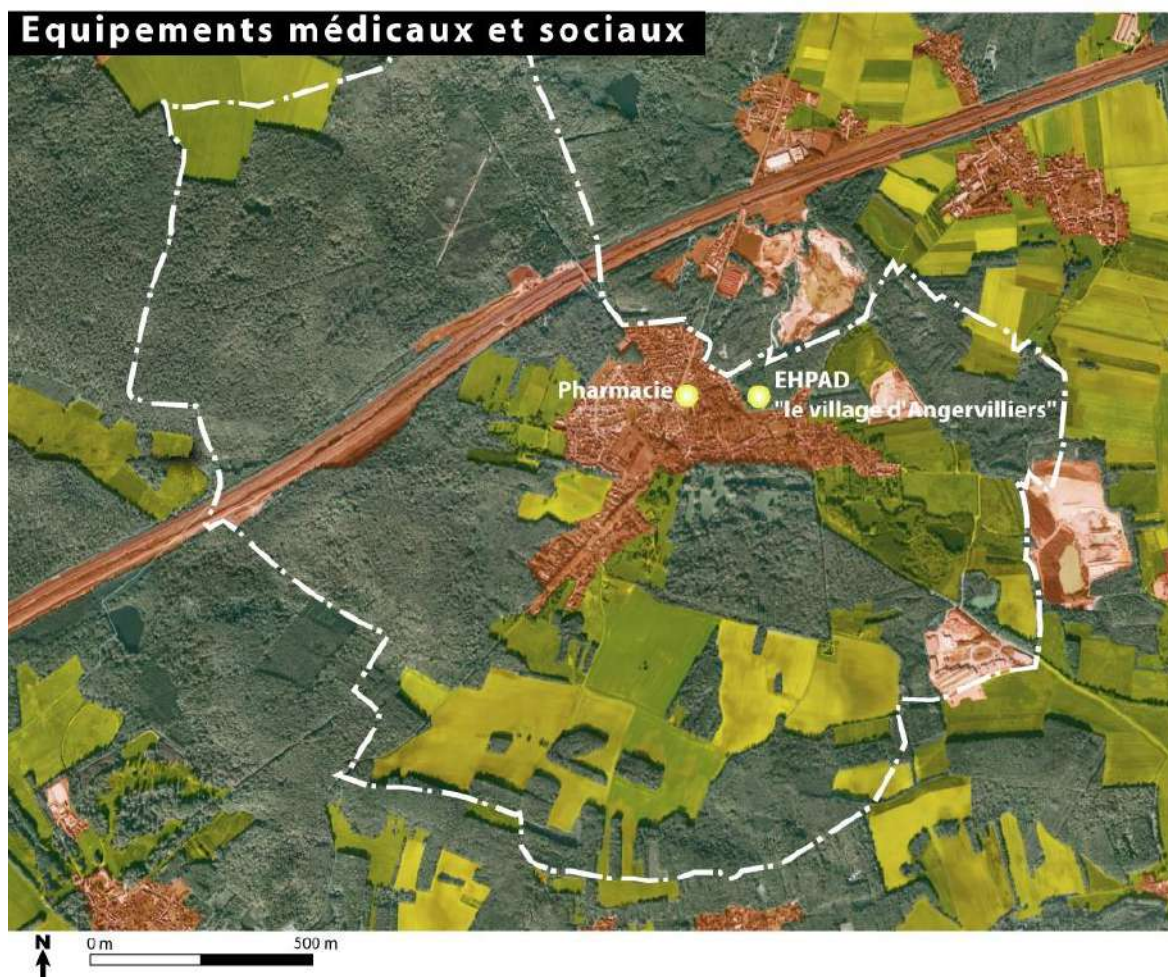 Equipements médicaux et sociaux
Pharmacie
EHPAD
"le village d'Angervilliers"
N
0 m
500 m